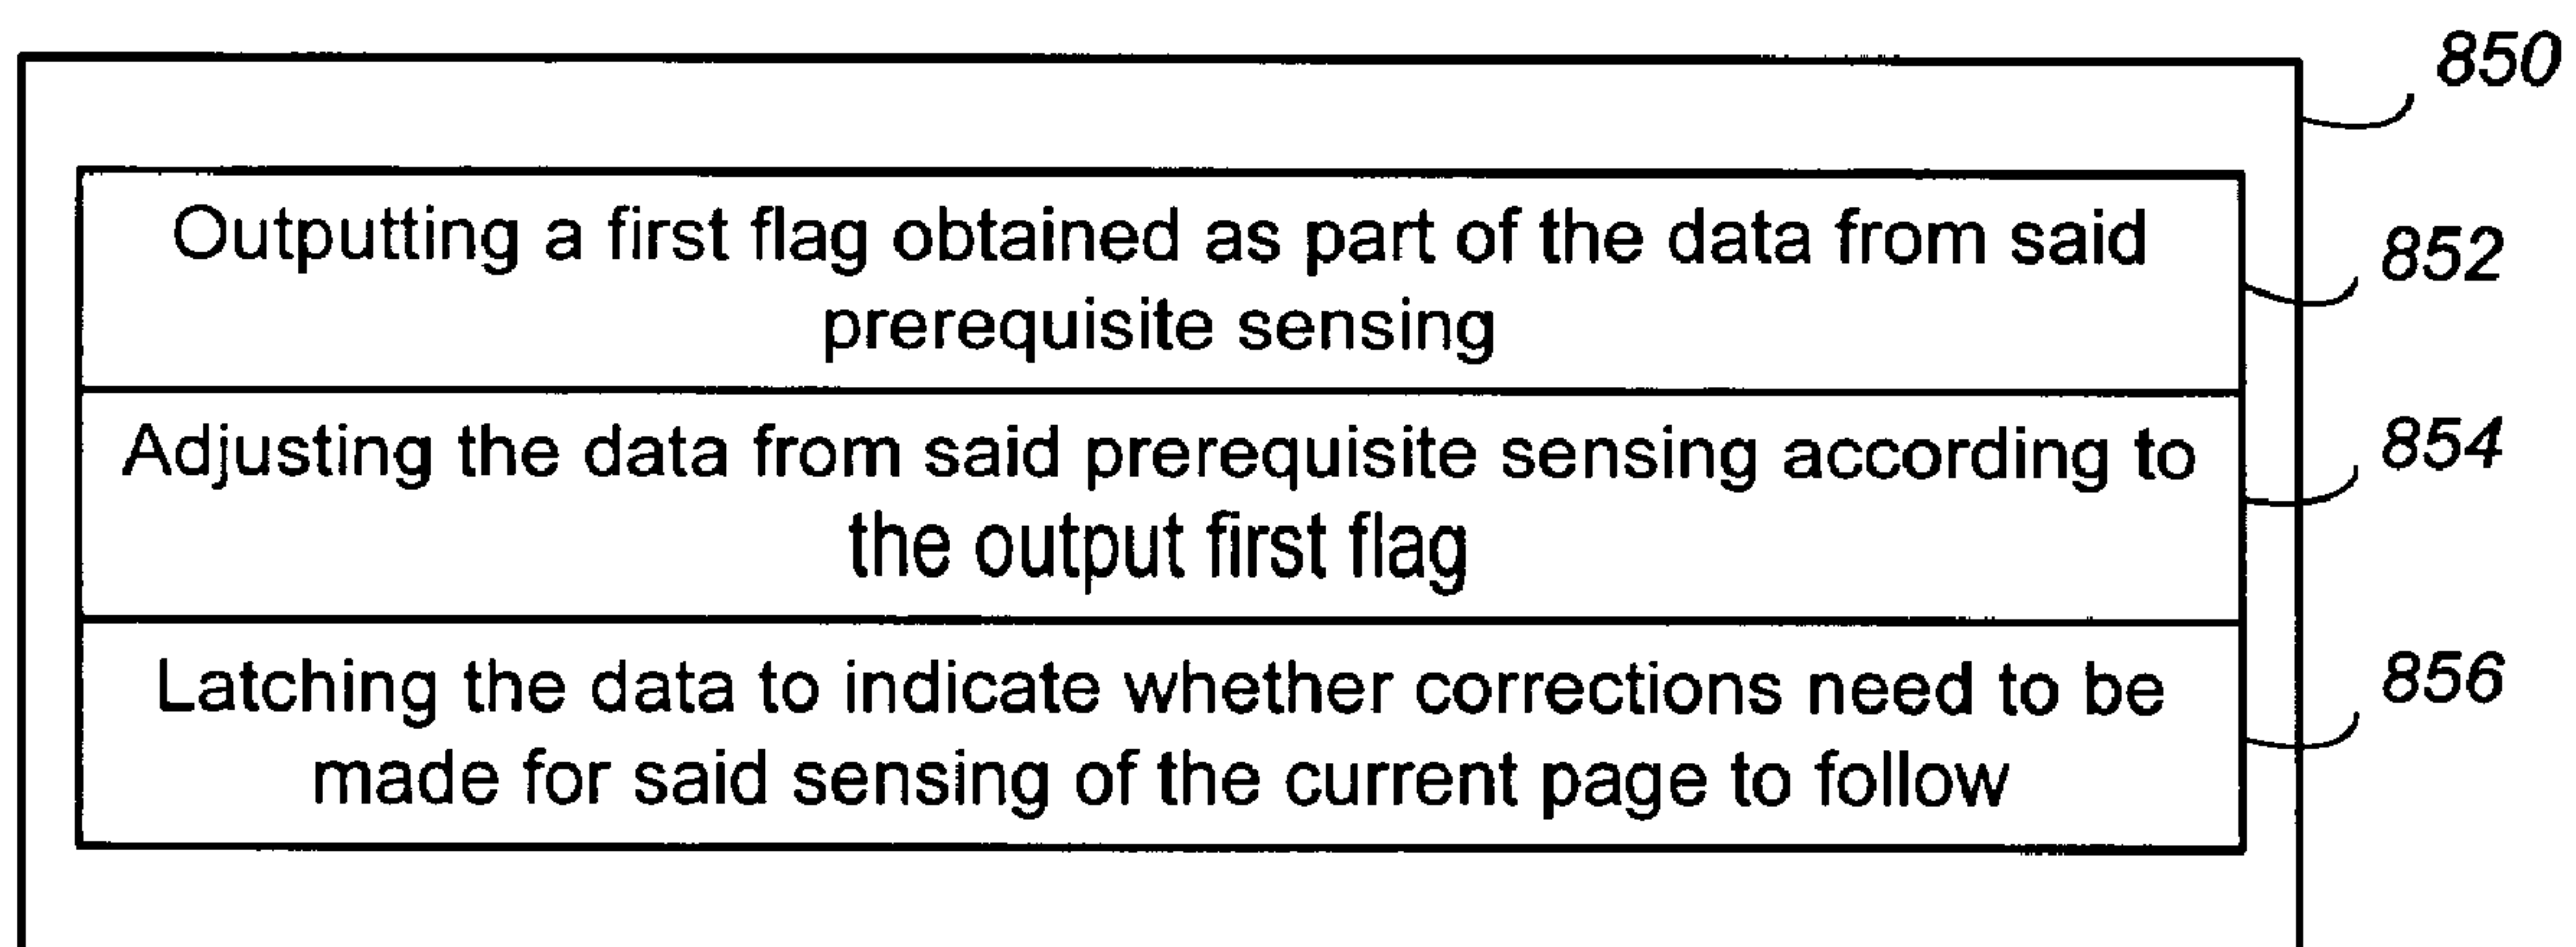 850
Outputting a first flag obtained as part of the data from said
prerequisite sensing
852
Adjusting the data from said prerequisite sensing according to
the output first flag
854
Latching the data to indicate whether corrections need to be
made for said sensing of the current page to follow
856